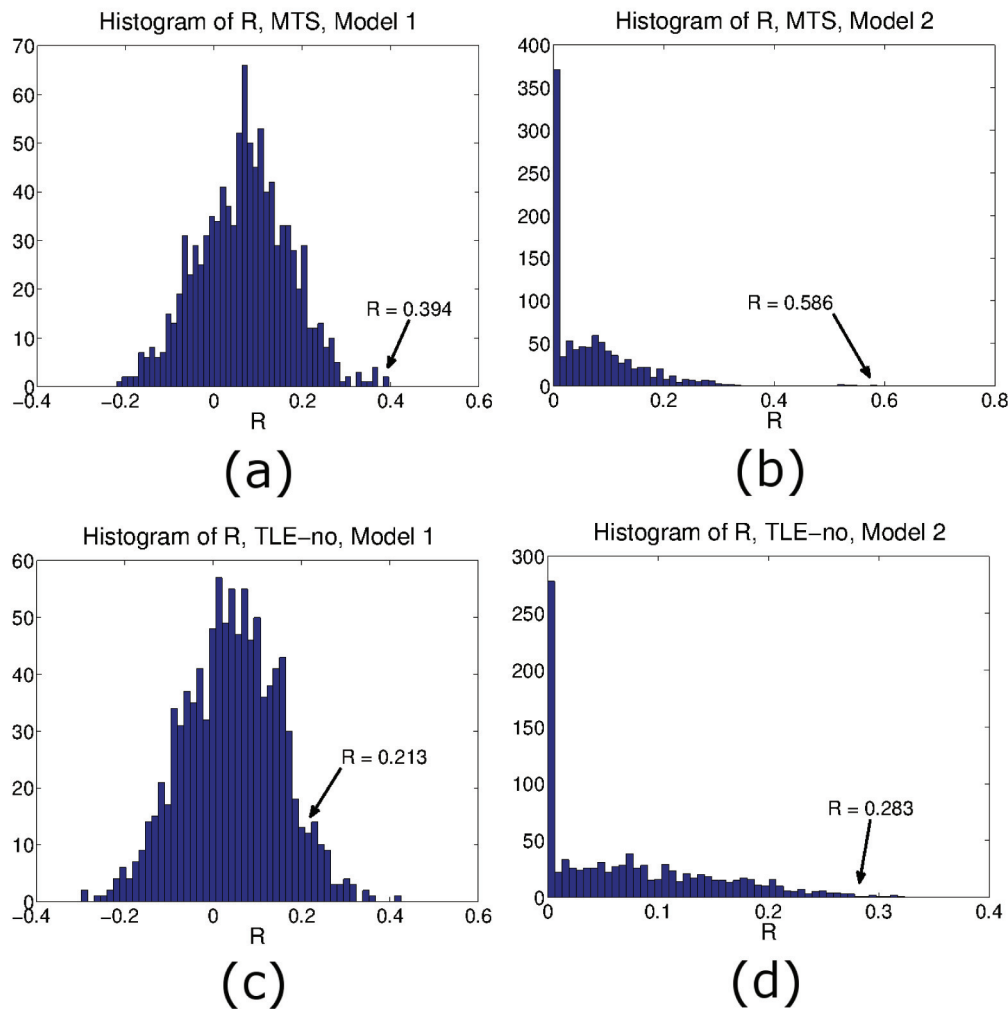 Histogram of R, MTS, Model 1
70
60
50
40
30
20
10
0
−0.4 −0.2 0 0.2 0.4 0.6
R = 0.394
R
(a)
Histogram of R, MTS, Model 2
400
350
300
250
200
150
100
50
0
0 0.2 0.4 0.6 0.8
R = 0.586
R
(b)
Histogram of R, TLE−no, Model 1
60
50
40
30
20
10
0
−0.4 −0.2 0 0.2 0.4 0.6
R = 0.213
R
(c)
Histogram of R, TLE−no, Model 2
300
250
200
150
100
50
0
0 0.1 0.2 0.3 0.4
R = 0.283
R
(d)